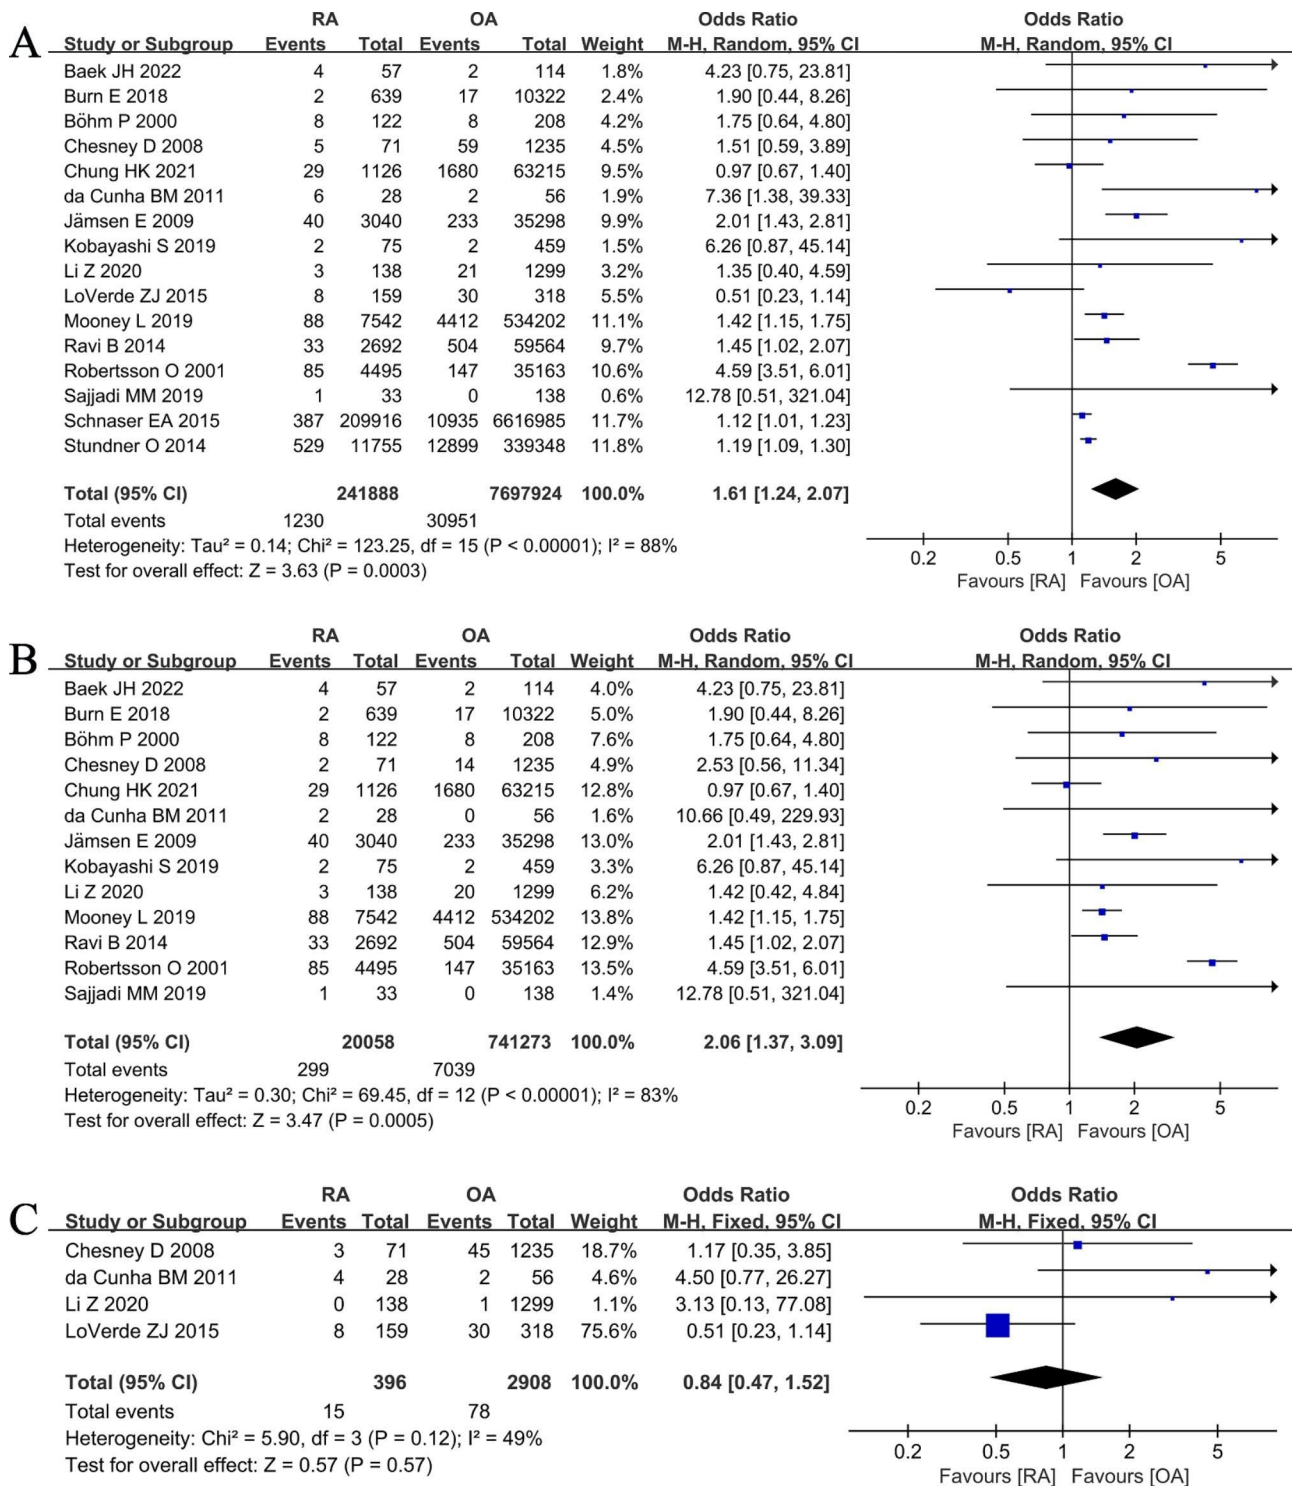 A
RA OA Odds Ratio Odds Ratio
Study or Subgroup Events Total Events Total Weight M-H, Random, 95% CI M-H, Random, 95% CI
Baek JH 2022 4 57 2 114 1.8% 4.23 [0.75, 23.81]
Burn E 2018 2 639 17 10322 2.4% 1.90 [0.44, 8.26]
Böhm P 2000 8 122 8 208 4.2% 1.75 [0.64, 4.80]
Chesney D 2008 5 71 59 1235 4.5% 1.51 [0.59, 3.89]
Chung HK 2021 29 1126 1680 63215 9.5% 0.97 [0.67, 1.40]
da Cunha BM 2011 6 28 2 56 1.9% 7.36 [1.38, 39.33]
Jämsen E 2009 40 3040 233 35298 9.9% 2.01 [1.43, 2.81]
Kobayashi S 2019 2 75 2 459 1.5% 6.26 [0.87, 45.14]
Li Z 2020 3 138 21 1299 3.2% 1.35 [0.40, 4.59]
LoVerde ZJ 2015 8 159 30 318 5.5% 0.51 [0.23, 1.14]
Mooney L 2019 88 7542 4412 534202 11.1% 1.42 [1.15, 1.75]
Ravi B 2014 33 2692 504 59564 9.7% 1.45 [1.02, 2.07]
Robertsson O 2001 85 4495 147 35163 10.6% 4.59 [3.51, 6.01]
Sajjadi MM 2019 1 33 0 138 0.6% 12.78 [0.51, 321.04]
Schnaser EA 2015 387 209916 10935 6616985 11.7% 1.12 [1.01, 1.23]
Stundner O 2014 529 11755 12899 339348 11.8% 1.19 [1.09, 1.30]
Total (95% CI) 241888 7697924 100.0% 1.61 [1.24, 2.07]
Total events 1230 30951
Heterogeneity: Tau² = 0.14; Chi² = 123.25, df = 15 (P < 0.00001); I² = 88%
Test for overall effect: Z = 3.63 (P = 0.0003)
0.2 0.5 1 2 5
Favours [RA] Favours [OA]
B
RA OA Odds Ratio Odds Ratio
Study or Subgroup Events Total Events Total Weight M-H, Random, 95% CI M-H, Random, 95% CI
Baek JH 2022 4 57 2 114 4.0% 4.23 [0.75, 23.81]
Burn E 2018 2 639 17 10322 5.0% 1.90 [0.44, 8.26]
Böhm P 2000 8 122 8 208 7.6% 1.75 [0.64, 4.80]
Chesney D 2008 2 71 14 1235 4.9% 2.53 [0.56, 11.34]
Chung HK 2021 29 1126 1680 63215 12.8% 0.97 [0.67, 1.40]
da Cunha BM 2011 2 28 0 56 1.6% 10.66 [0.49, 229.93]
Jämsen E 2009 40 3040 233 35298 13.0% 2.01 [1.43, 2.81]
Kobayashi S 2019 2 75 2 459 3.3% 6.26 [0.87, 45.14]
Li Z 2020 3 138 20 1299 6.2% 1.42 [0.42, 4.84]
Mooney L 2019 88 7542 4412 534202 13.8% 1.42 [1.15, 1.75]
Ravi B 2014 33 2692 504 59564 12.9% 1.45 [1.02, 2.07]
Robertsson O 2001 85 4495 147 35163 13.5% 4.59 [3.51, 6.01]
Sajjadi MM 2019 1 33 0 138 1.4% 12.78 [0.51, 321.04]
Total (95% CI) 20058 741273 100.0% 2.06 [1.37, 3.09]
Total events 299 7039
Heterogeneity: Tau² = 0.30; Chi² = 69.45, df = 12 (P < 0.00001); I² = 83%
Test for overall effect: Z = 3.47 (P = 0.0005)
0.2 0.5 1 2 5
Favours [RA] Favours [OA]
C
RA OA Odds Ratio Odds Ratio
Study or Subgroup Events Total Events Total Weight M-H, Fixed, 95% CI M-H, Fixed, 95% CI
Chesney D 2008 3 71 45 1235 18.7% 1.17 [0.35, 3.85]
da Cunha BM 2011 4 28 2 56 4.6% 4.50 [0.77, 26.27]
Li Z 2020 0 138 1 1299 1.1% 3.13 [0.13, 77.08]
LoVerde ZJ 2015 8 159 30 318 75.6% 0.51 [0.23, 1.14]
Total (95% CI) 396 2908 100.0% 0.84 [0.47, 1.52]
Total events 15 78
Heterogeneity: Chi² = 5.90, df = 3 (P = 0.12); I² = 49%
Test for overall effect: Z = 0.57 (P = 0.57)
0.2 0.5 1 2 5
Favours [RA] Favours [OA]